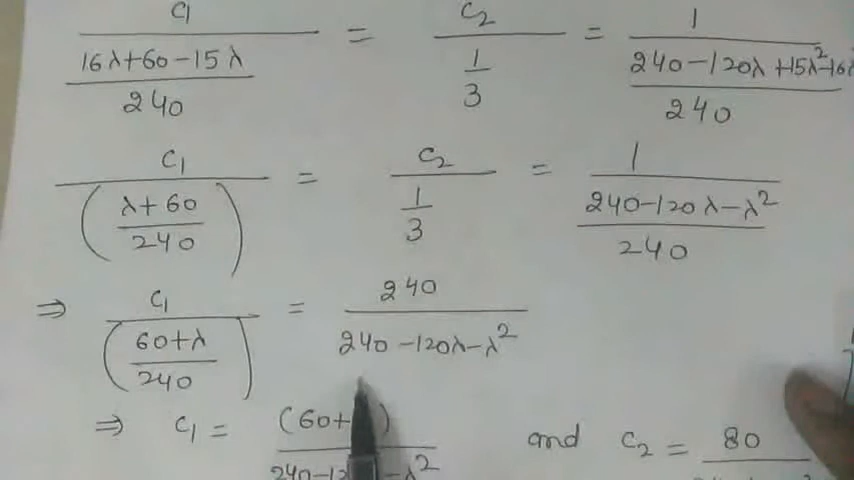 C₁ / ((16λ+60−15λ)/240) = C₂ / (1/3) = 1 / ((240−120λ+15λ²−16λ)/240)
C₁ / ((λ+60)/240) = C₂ / (1/3) = 1 / ((240−120λ−λ²)/240)
⇒ C₁ / ((60+λ)/240) = 240 / (240−120λ−λ²)
⇒ C₁ = (60+ ) / (240−12 −λ²) and C₂ = 80 /